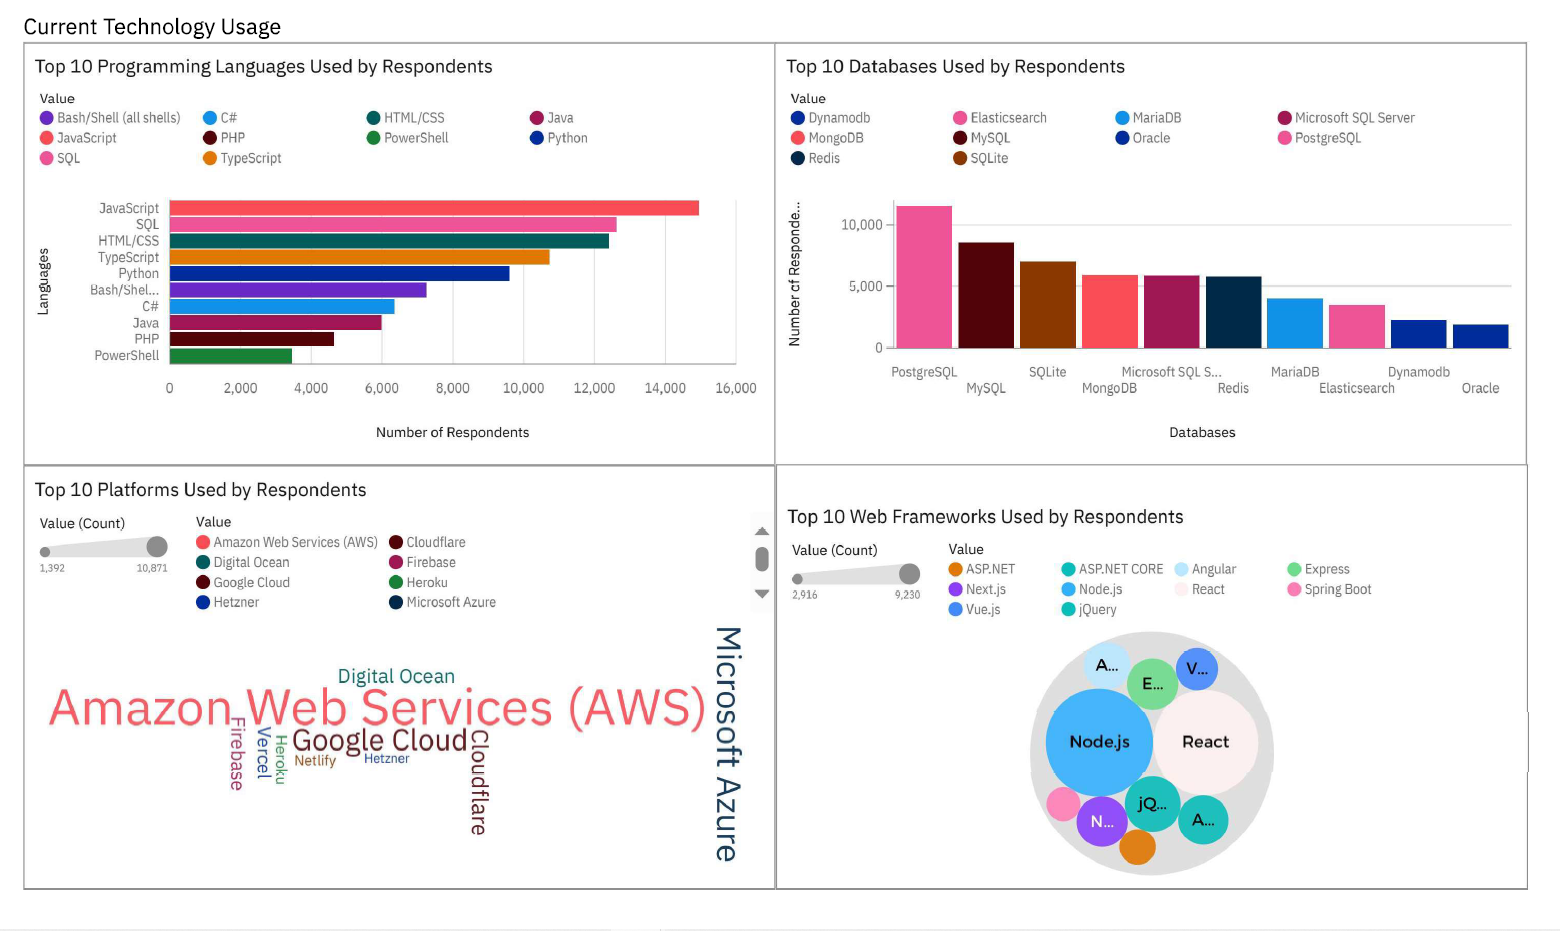 Current Technology Usage
Top 10 Programming Languages Used by Respondents
Value
Bash/Shell (all shells) C# HTML/CSS Java
JavaScript PHP PowerShell Python
SQL TypeScript
Languages
JavaScript
SQL
HTML/CSS
TypeScript
Python
Bash/Shel...
C#
Java
PHP
PowerShell
0 2,000 4,000 6,000 8,000 10,000 12,000 14,000 16,000
Number of Respondents
Top 10 Databases Used by Respondents
Value
Dynamodb Elasticsearch MariaDB Microsoft SQL Server
MongoDB MySQL Oracle PostgreSQL
Redis SQLite
Number of Responde...
10,000
5,000
0
PostgreSQL SQLite Microsoft SQL S... MariaDB Dynamodb
MySQL MongoDB Redis Elasticsearch Oracle
Databases
Top 10 Platforms Used by Respondents
Value (Count)
1,392 10,871
Value
Amazon Web Services (AWS) Cloudflare
Digital Ocean Firebase
Google Cloud Heroku
Hetzner Microsoft Azure
Digital Ocean
Amazon Web Services (AWS)
Microsoft Azure
Firebase
Vercel
Heroku
Google Cloud
Netlify
Hetzner
Cloudflare
Top 10 Web Frameworks Used by Respondents
Value (Count)
2,916 9,230
Value
ASP.NET ASP.NET CORE Angular Express
Next.js Node.js React Spring Boot
Vue.js jQuery
A...
E...
V...
Node.js
React
jQ...
N...
A...